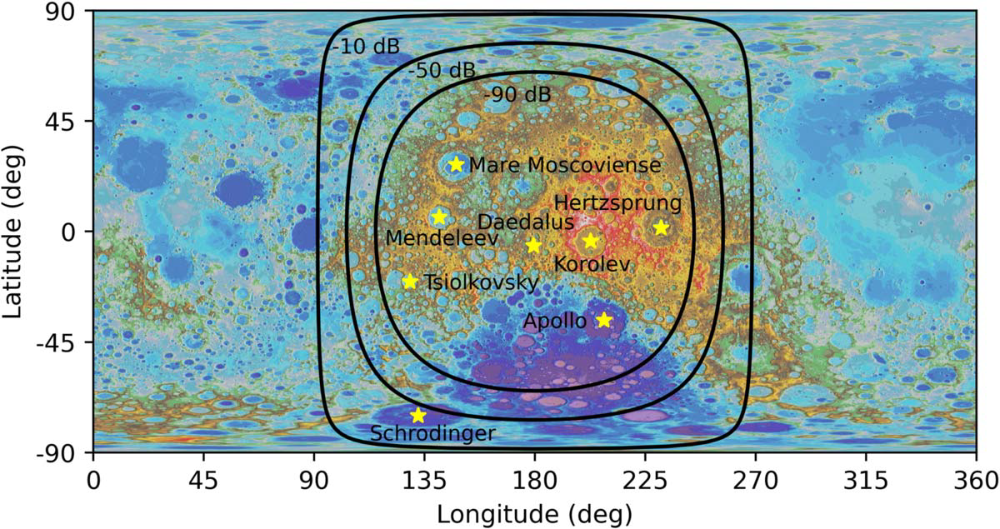 90
-10 dB
-50 dB
-90 dB
45
Mare Moscoviense
Hertzsprung
Daedalus
0
Mendeleev
Korolev
Tsiolkovsky
Apollo
-45
Schrodinger
-90
0 45 90 135 180 225 270 315 360
Latitude (deg)
Longitude (deg)